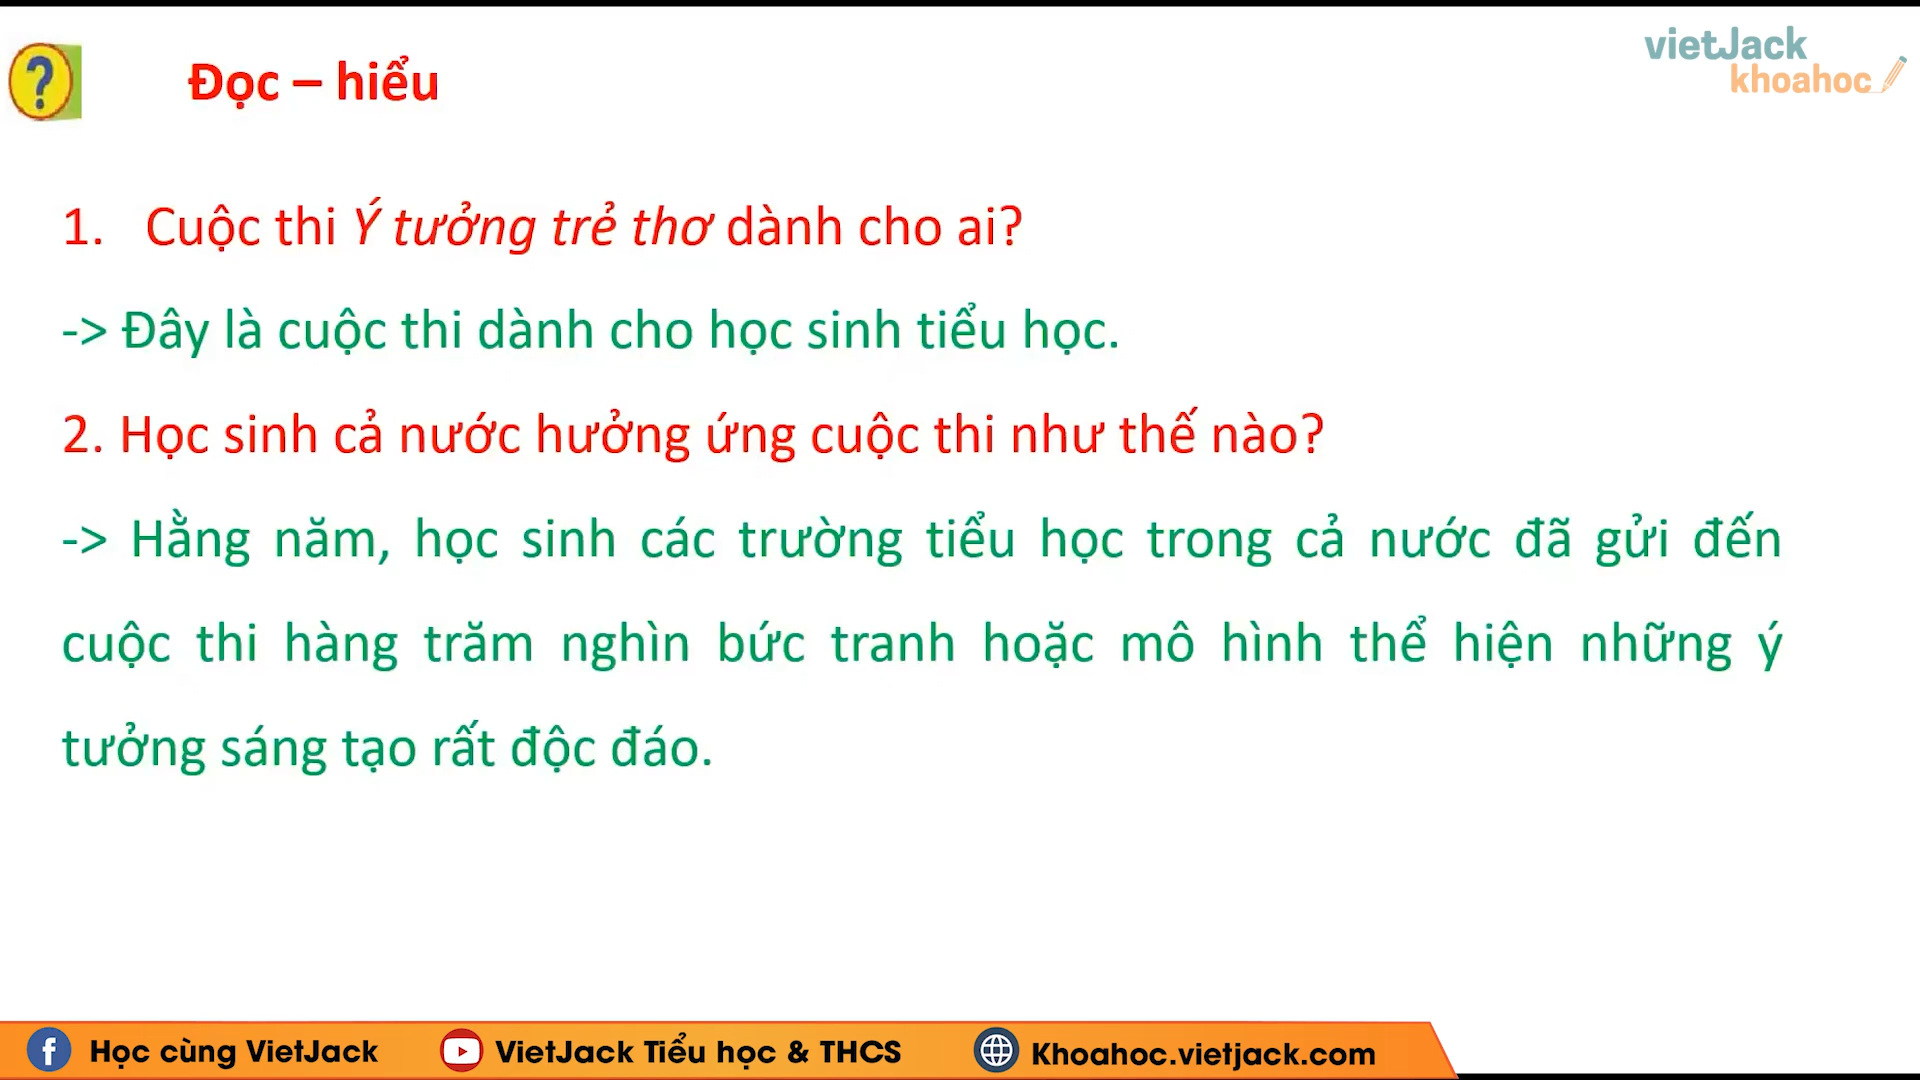 ?
Đọc – hiểu
vietJack
khoahoc
1. Cuộc thi Ý tưởng trẻ thơ dành cho ai?
-> Đây là cuộc thi dành cho học sinh tiểu học.
2. Học sinh cả nước hưởng ứng cuộc thi như thế nào?
-> Hằng năm, học sinh các trường tiểu học trong cả nước đã gửi đến
cuộc thi hàng trăm nghìn bức tranh hoặc mô hình thể hiện những ý
tưởng sáng tạo rất độc đáo.
f Học cùng VietJack VietJack Tiểu học & THCS Khoahoc.vietjack.com